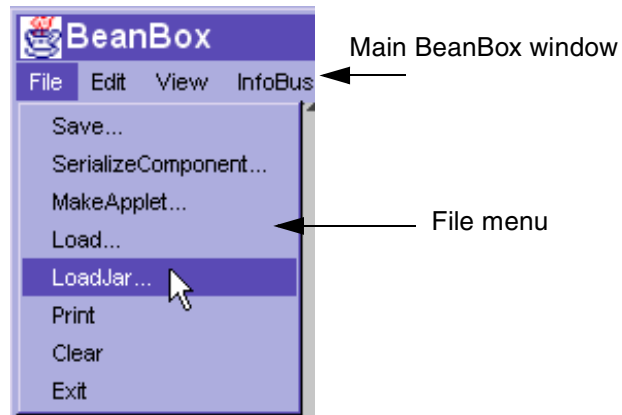 BeanBox
Main BeanBox window
File Edit View InfoBus
Save...
SerializeComponent...
MakeApplet...
File menu
Load...
LoadJar...
Print
Clear
Exit